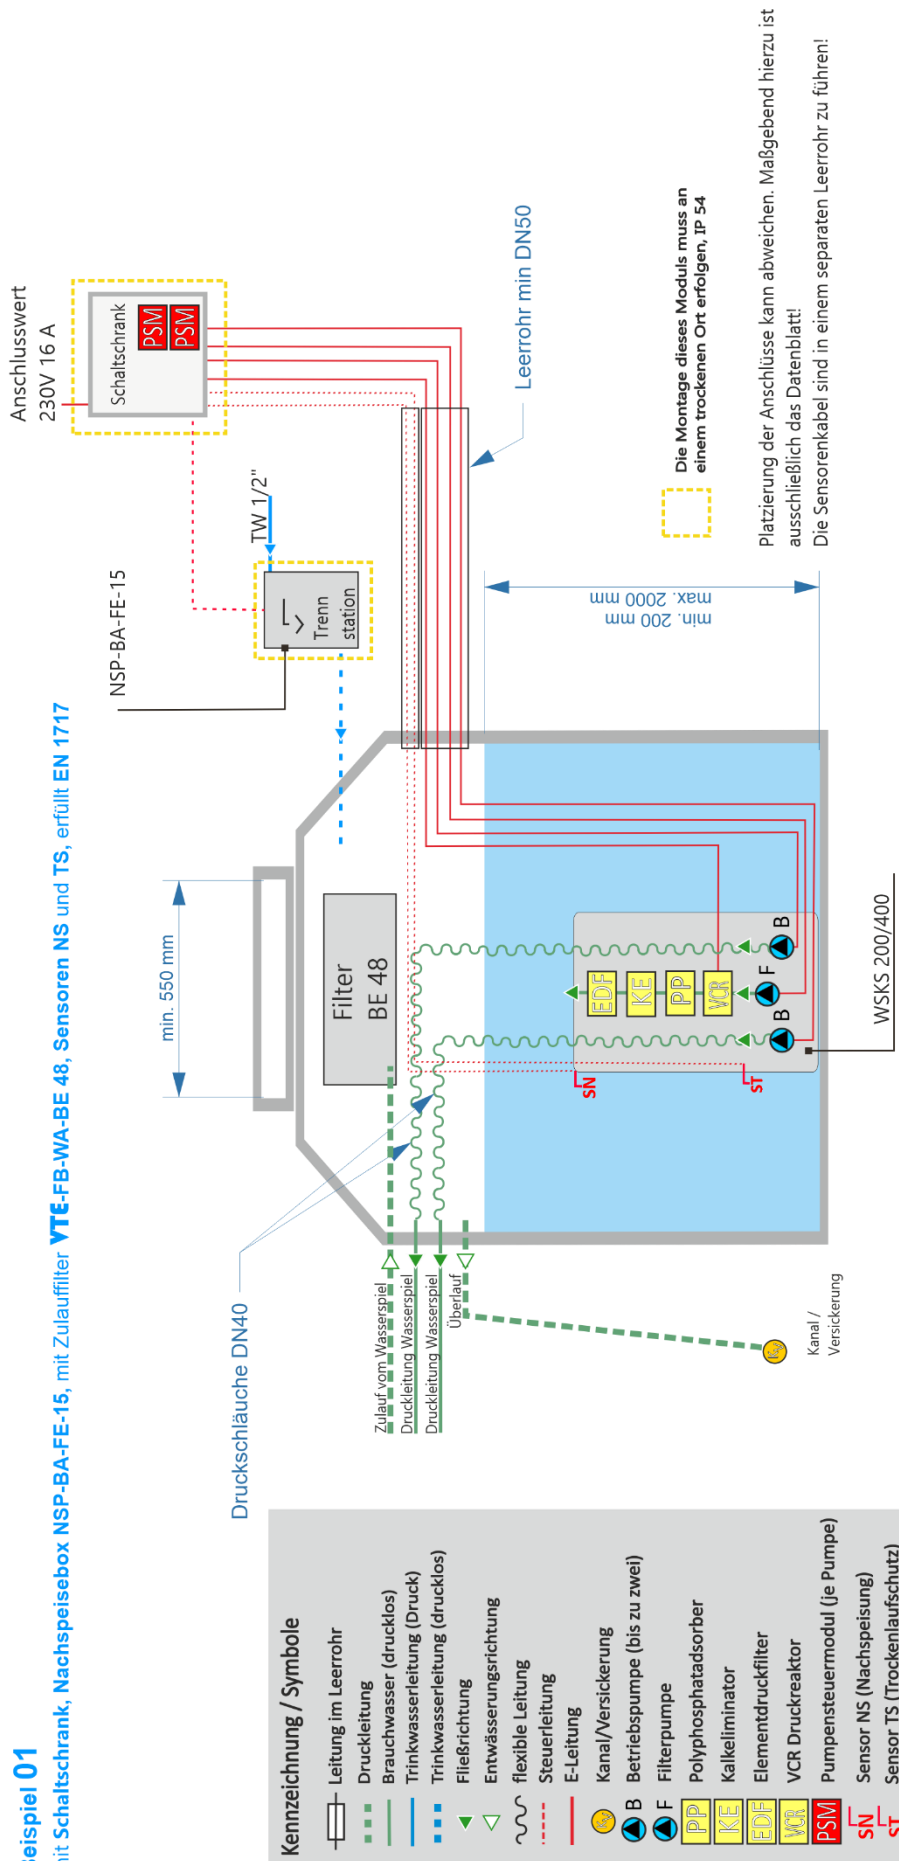 eispiel 01
nit Schaltschrank, Nachspeisebox NSP-BA-FE-15, mit Zulauffilter VTE-FB-WA-BE 48, Sensoren NS und TS, erfüllt EN 1717
Anschlusswert
230V 16 A
Schaltschrank
PSM
PSM
NSP-BA-FE-15
TW 1/2"
Trenn
station
Leerrohr min DN50
min. 550 mm
Filter
BE 48
Druckschläuche DN40
Zulauf vom Wasserspiel
Druckleitung Wasserspiel
Druckleitung Wasserspiel
Überlauf
Kanal /
Versickerung
min. 200 mm
max. 2000 mm
EDF
KE
PP
VCR
B
F
B
SN
ST
WSKS 200/400
Die Montage dieses Moduls muss an
einem trockenen Ort erfolgen, IP 54
Platzierung der Anschlüsse kann abweichen. Maßgebend hierzu ist
ausschließlich das Datenblatt!
Die Sensorenkabel sind in einem separaten Leerrohr zu führen!
Kennzeichnung / Symbole
Leitung im Leerrohr
Druckleitung
Brauchwasser (drucklos)
Trinkwasserleitung (Druck)
Trinkwasserleitung (drucklos)
Fließrichtung
Entwässerungsrichtung
flexible Leitung
Steuerleitung
E-Leitung
Kanal/Versickerung
B Betriebspumpe (bis zu zwei)
F Filterpumpe
PP Polyphosphatadsorber
KE Kalkeliminator
EDF Elementdruckfilter
VCR VCR Druckreaktor
PSM Pumpensteuermodul (je Pumpe)
SN Sensor NS (Nachspeisung)
ST Sensor TS (Trockenlaufschutz)